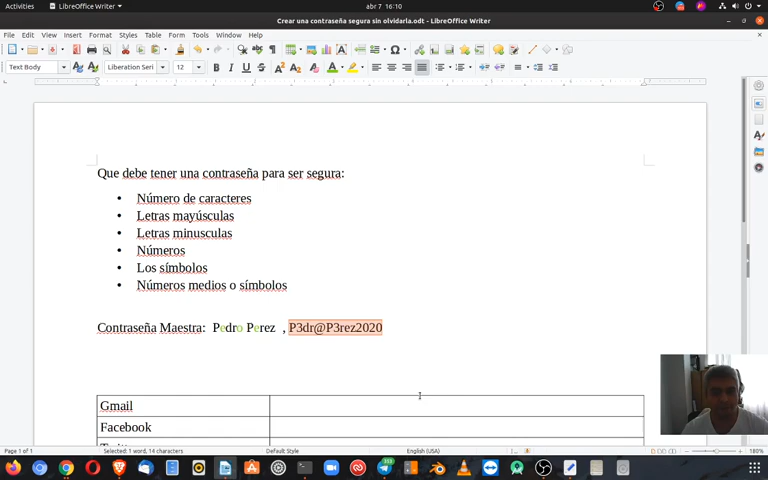 Activities
LibreOffice Writer
abr 7 16:10
Crear una contraseña segura sin olvidarla.odt - LibreOffice Writer
File Edit View Insert Format Styles Table Form Tools Window Help
Text Body
Liberation Seri
12
Que debe tener una contraseña para ser segura:
• Número de caracteres
• Letras mayúsculas
• Letras minusculas
• Números
• Los símbolos
• Números medios o símbolos
Contraseña Maestra: Pedro Perez , P3dr@P3rez2020
Gmail
Facebook
Page 1 of 1
Selected: 1 word, 14 characters
Default Style
English (USA)
180%